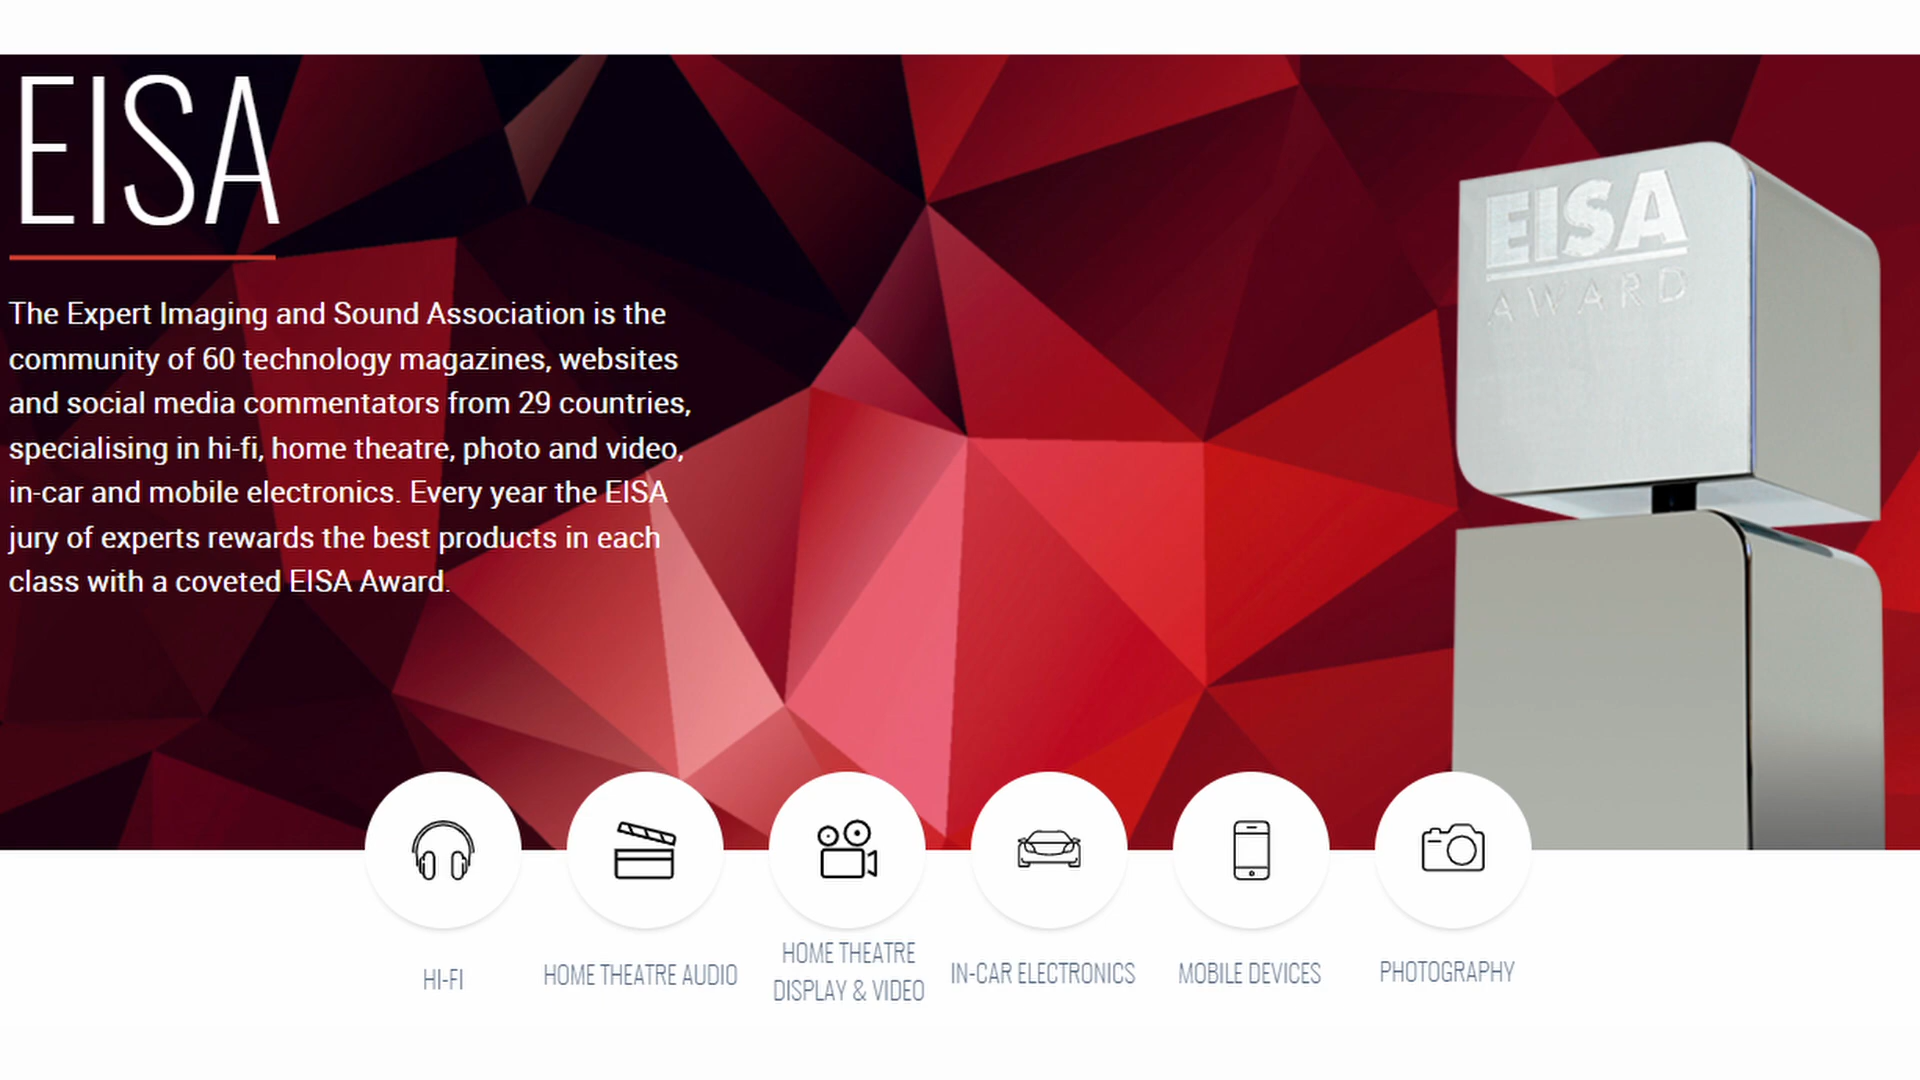 EISA
The Expert Imaging and Sound Association is the
community of 60 technology magazines, websites
and social media commentators from 29 countries,
specialising in hi-fi, home theatre, photo and video,
in-car and mobile electronics. Every year the EISA
jury of experts rewards the best products in each
class with a coveted EISA Award.
EISA
AWARD
HI-FI
HOME THEATRE AUDIO
HOME THEATRE
DISPLAY & VIDEO
IN-CAR ELECTRONICS
MOBILE DEVICES
PHOTOGRAPHY